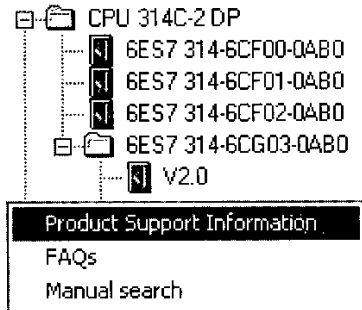 CPU 314C-2 DP
6ES7 314-6CF00-0AB0
6ES7 314-6CF01-0AB0
6ES7 314-6CF02-0AB0
6ES7 314-6CG03-0AB0
V2.0
Product Support Information
FAQs
Manual search